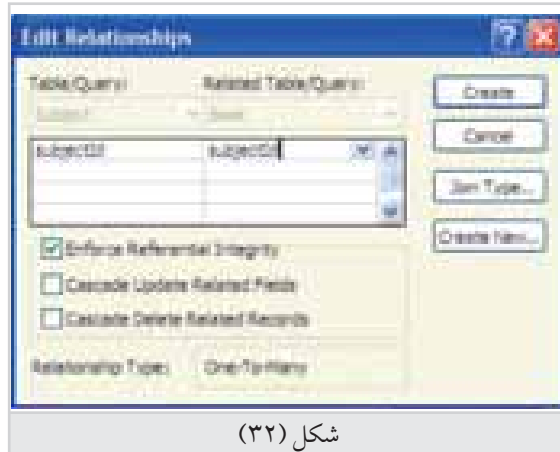 Edit Relationships
Table/Query: Related Table/Query:
subjectID subjectID
Create
Cancel
Join Type..
Create New..
Enforce Referential Integrity
Cascade Update Related Fields
Cascade Delete Related Records
Relationship Type: One-To-Many
شكل (٣٢)